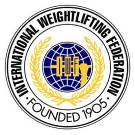 INTERNATIONAL WEIGHTLIFTING FEDERATION
· FOUNDED 1905 ·